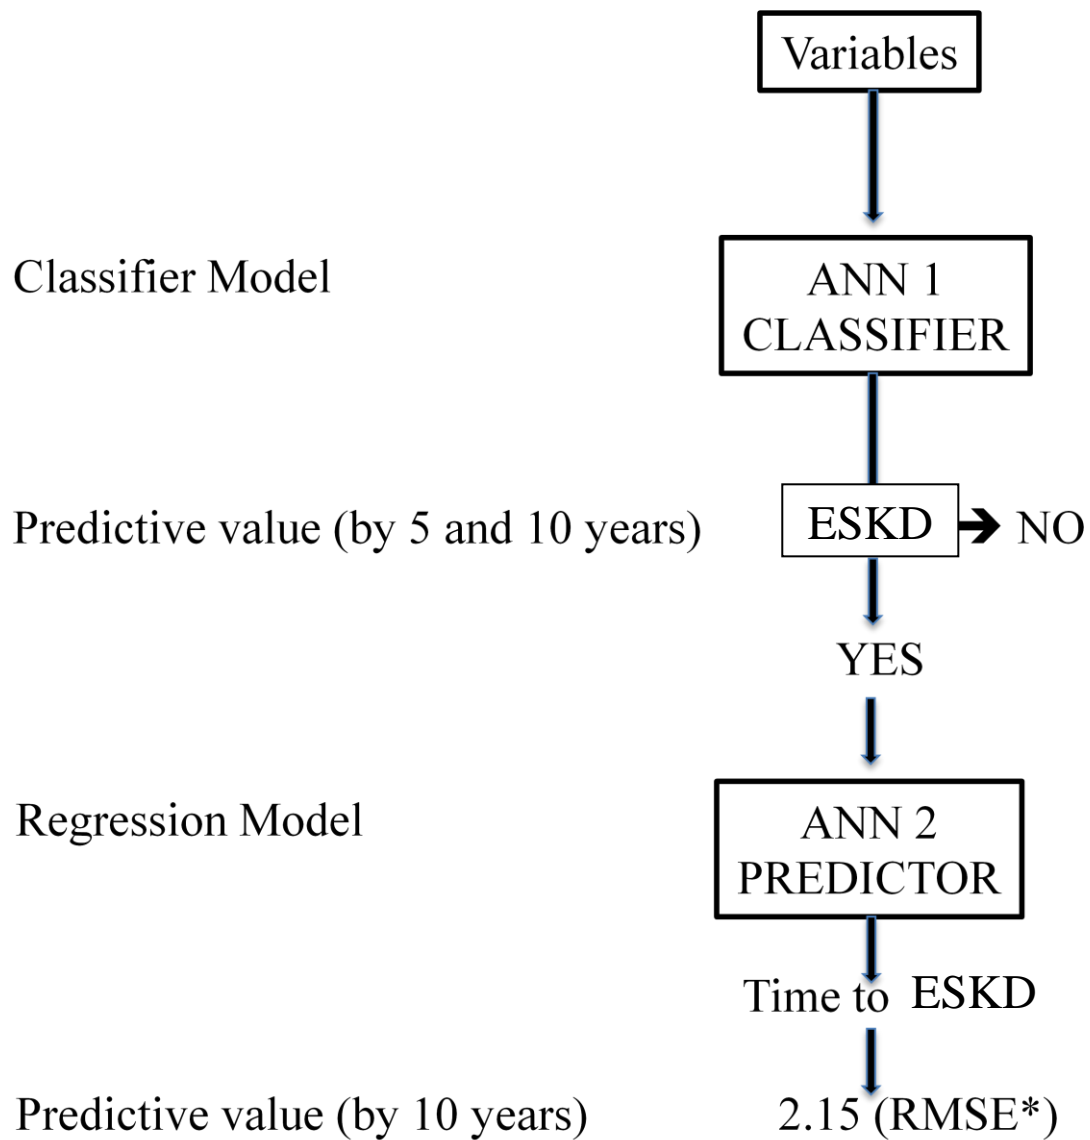 Variables
Classifier Model
ANN 1
CLASSIFIER
Predictive value (by 5 and 10 years)
ESKD
NO
YES
Regression Model
ANN 2
PREDICTOR
Time to ESKD
Predictive value (by 10 years)
2.15 (RMSE*)